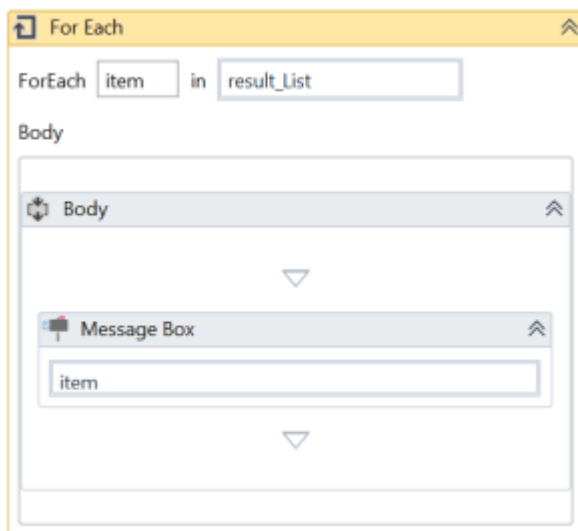 For Each
ForEach item in result_List
Body
Body
Message Box
item